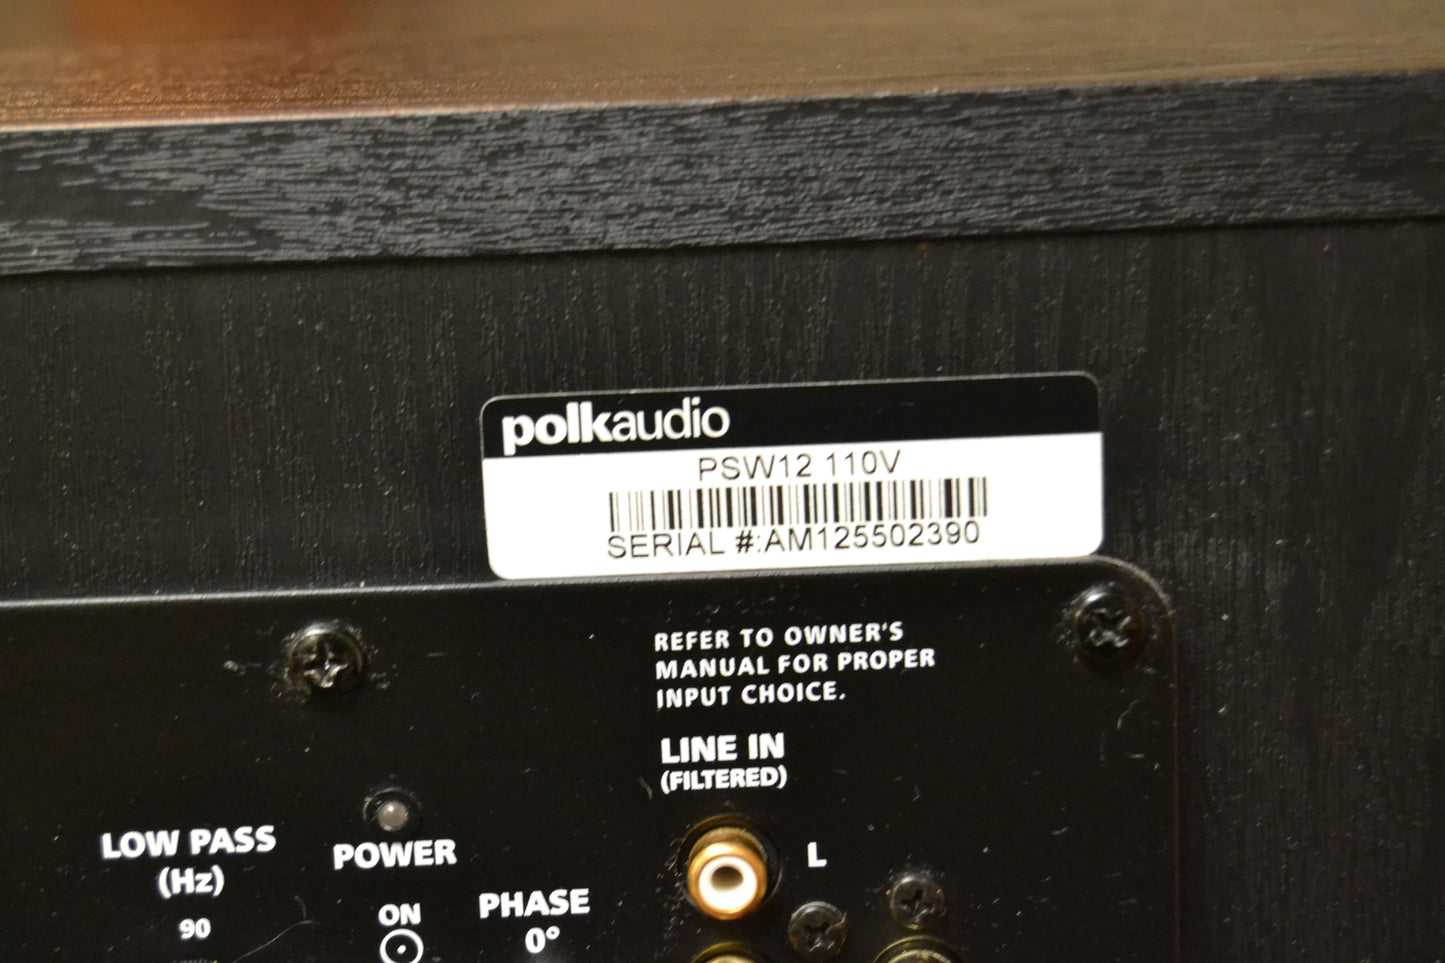 polkaudio
PSW12 110V
SERIAL #:AM125502390
REFER TO OWNER'S
MANUAL FOR PROPER
INPUT CHOICE.
LINE IN
(FILTERED)
L
LOW PASS
(Hz)
90
POWER
ON
PHASE
0°